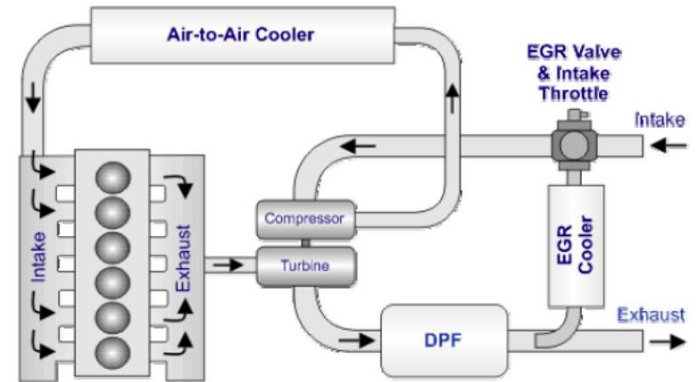 Air-to-Air Cooler
EGR Valve
& Intake
Throttle
Intake
Compressor
Turbine
Intake
Exhaust
EGR
Cooler
DPF
Exhaust